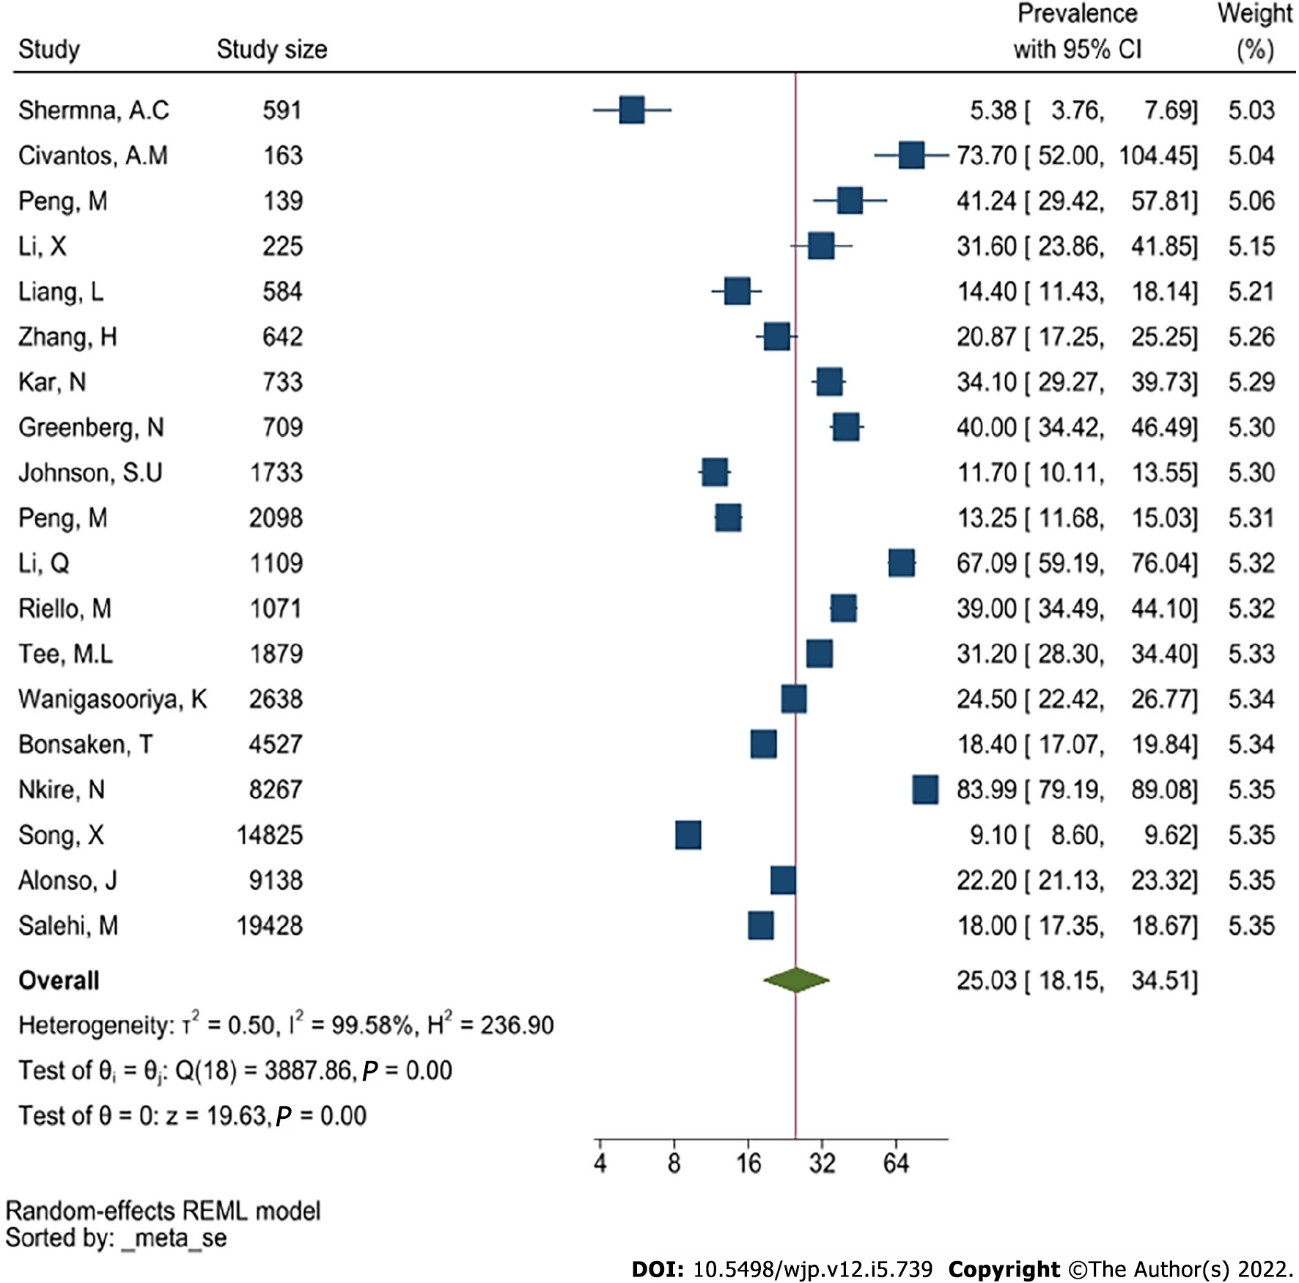 Prevalence Weight
Study Study size with 95% CI (%)
Shermna, A.C 591 5.38 [ 3.76, 7.69] 5.03
Civantos, A.M 163 73.70 [ 52.00, 104.45] 5.04
Peng, M 139 41.24 [ 29.42, 57.81] 5.06
Li, X 225 31.60 [ 23.86, 41.85] 5.15
Liang, L 584 14.40 [ 11.43, 18.14] 5.21
Zhang, H 642 20.87 [ 17.25, 25.25] 5.26
Kar, N 733 34.10 [ 29.27, 39.73] 5.29
Greenberg, N 709 40.00 [ 34.42, 46.49] 5.30
Johnson, S.U 1733 11.70 [ 10.11, 13.55] 5.30
Peng, M 2098 13.25 [ 11.68, 15.03] 5.31
Li, Q 1109 67.09 [ 59.19, 76.04] 5.32
Riello, M 1071 39.00 [ 34.49, 44.10] 5.32
Tee, M.L 1879 31.20 [ 28.30, 34.40] 5.33
Wanigasooriya, K 2638 24.50 [ 22.42, 26.77] 5.34
Bonsaken, T 4527 18.40 [ 17.07, 19.84] 5.34
Nkire, N 8267 83.99 [ 79.19, 89.08] 5.35
Song, X 14825 9.10 [ 8.60, 9.62] 5.35
Alonso, J 9138 22.20 [ 21.13, 23.32] 5.35
Salehi, M 19428 18.00 [ 17.35, 18.67] 5.35
Overall 25.03 [ 18.15, 34.51]
Heterogeneity: τ² = 0.50, I² = 99.58%, H² = 236.90
Test of θᵢ = θⱼ: Q(18) = 3887.86, P = 0.00
Test of θ = 0: z = 19.63, P = 0.00
4 8 16 32 64
Random-effects REML model
Sorted by: _meta_se
DOI: 10.5498/wjp.v12.i5.739 Copyright ©The Author(s) 2022.